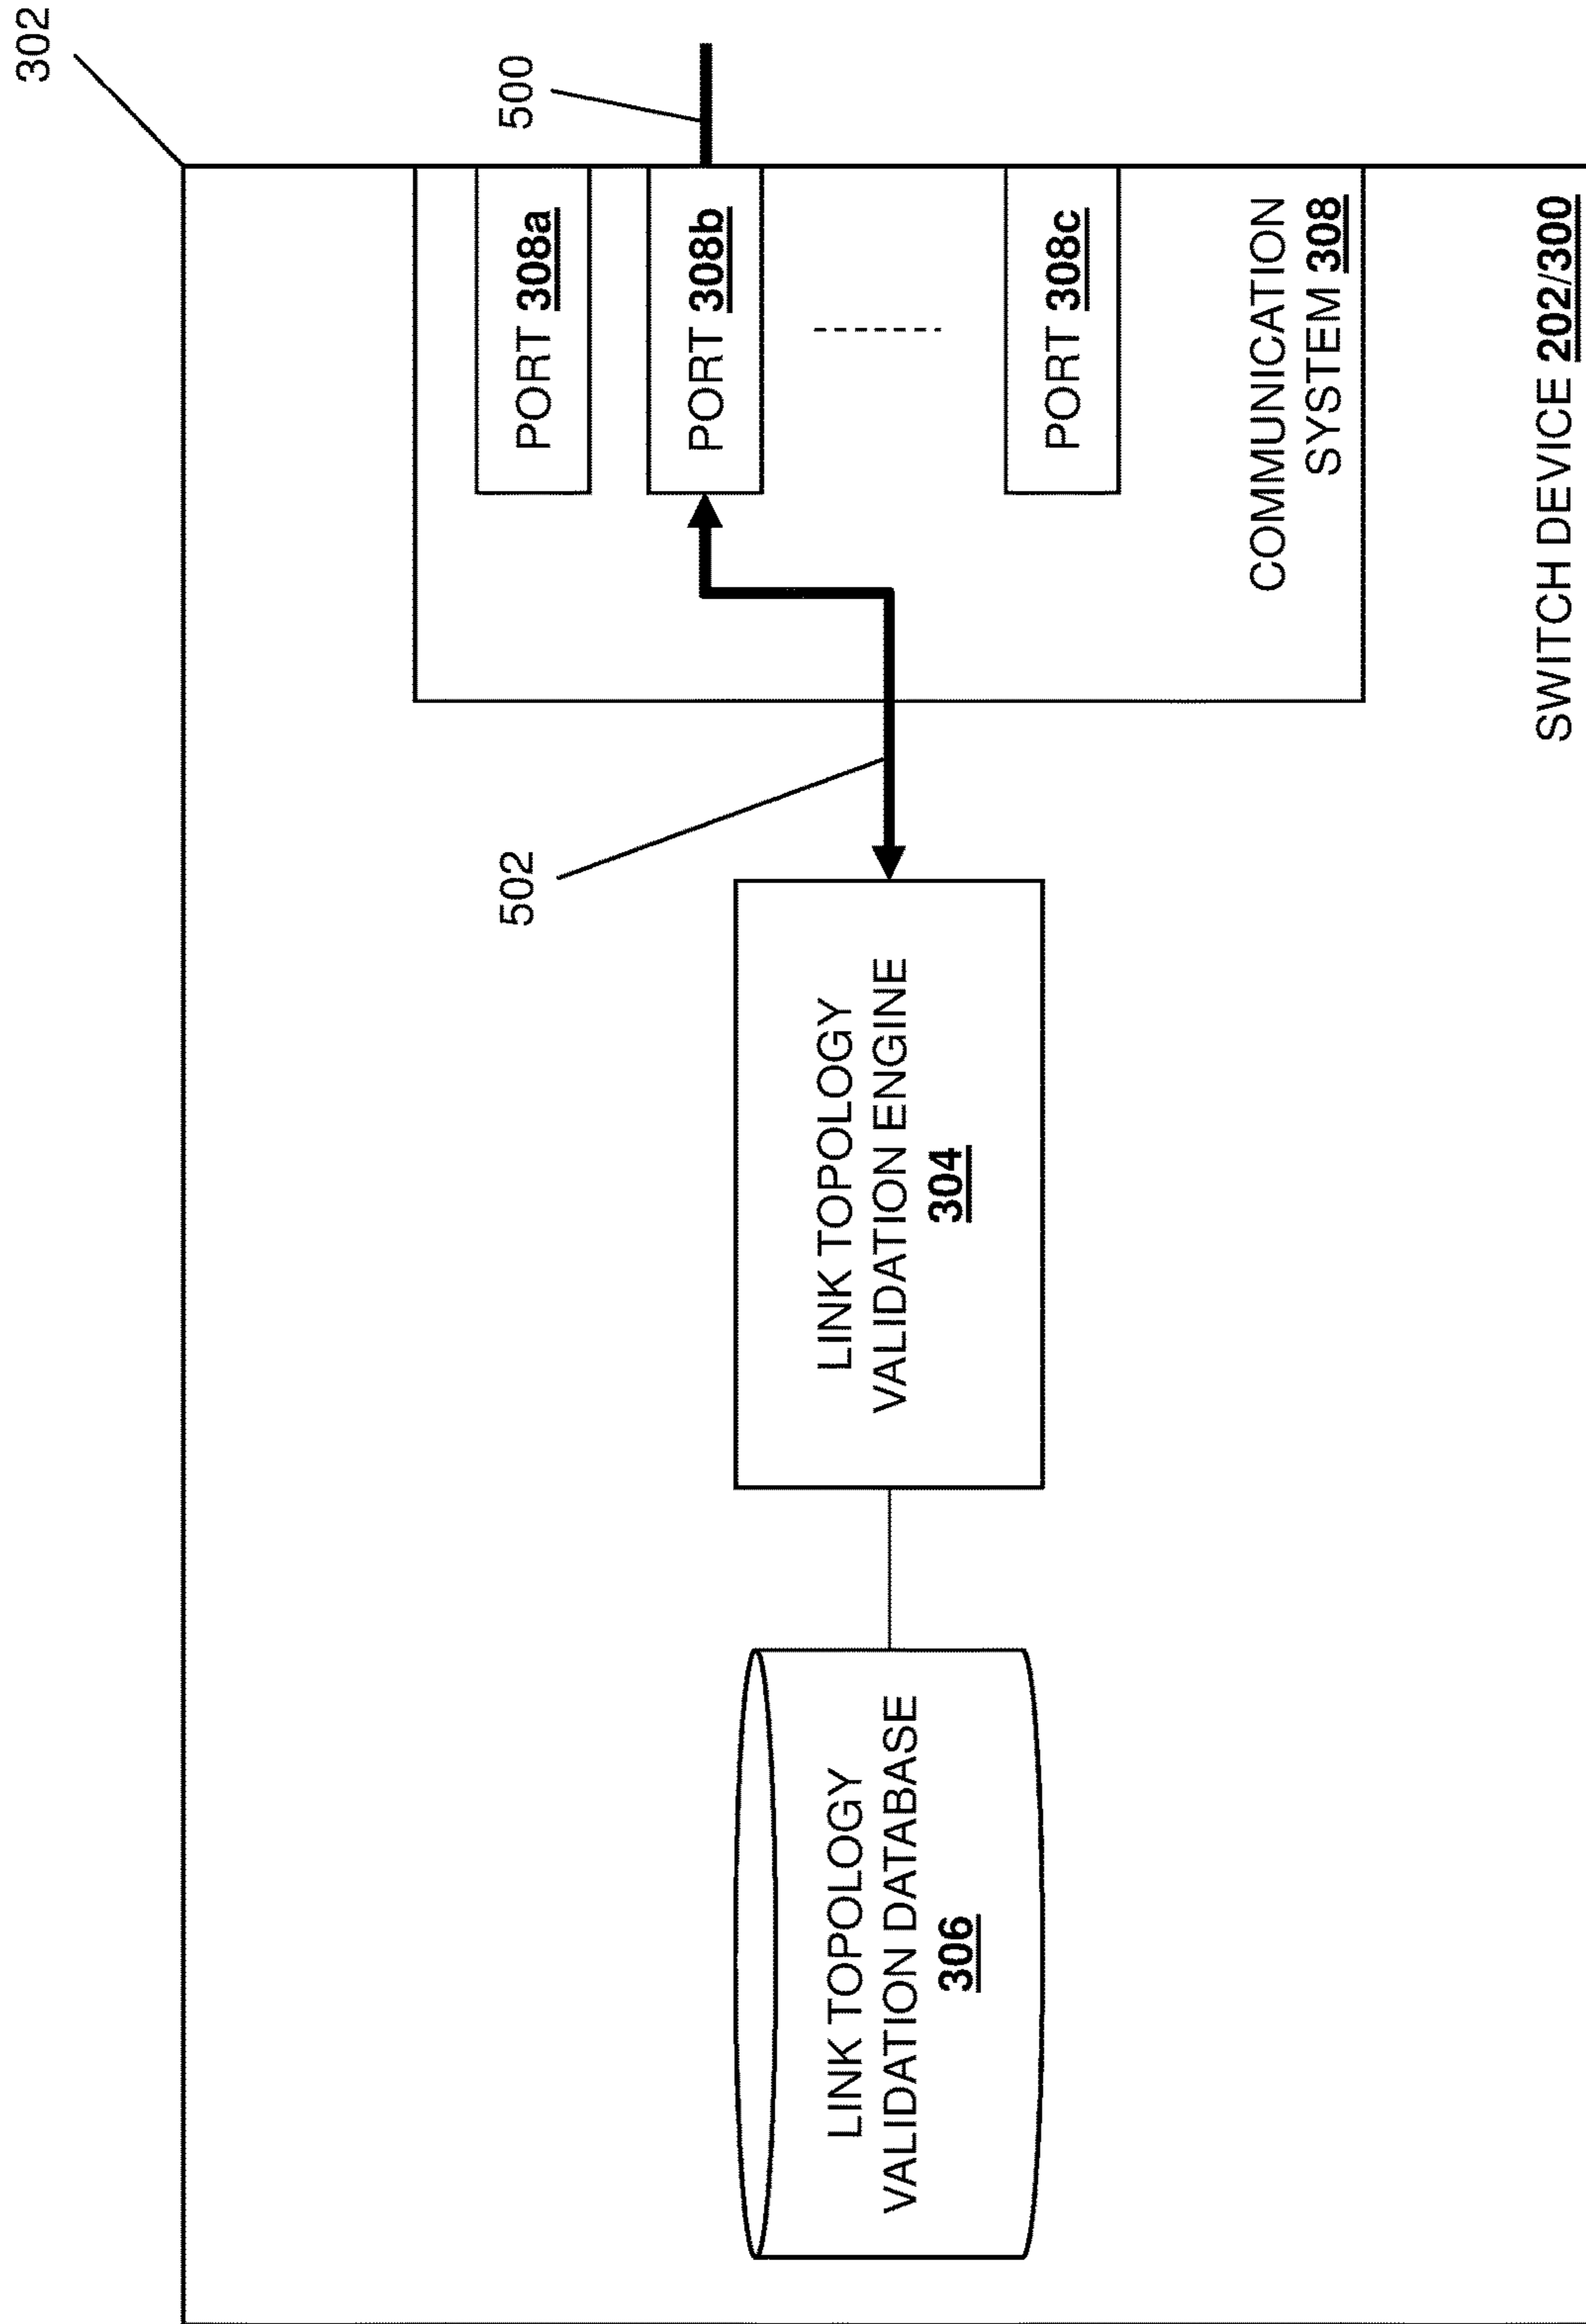 302
500
PORT 308a
PORT 308b
PORT 308c
COMMUNICATION
SYSTEM 308
SWITCH DEVICE 202/300
502
LINK TOPOLOGY
VALIDATION ENGINE
304
LINK TOPOLOGY
VALIDATION DATABASE
306